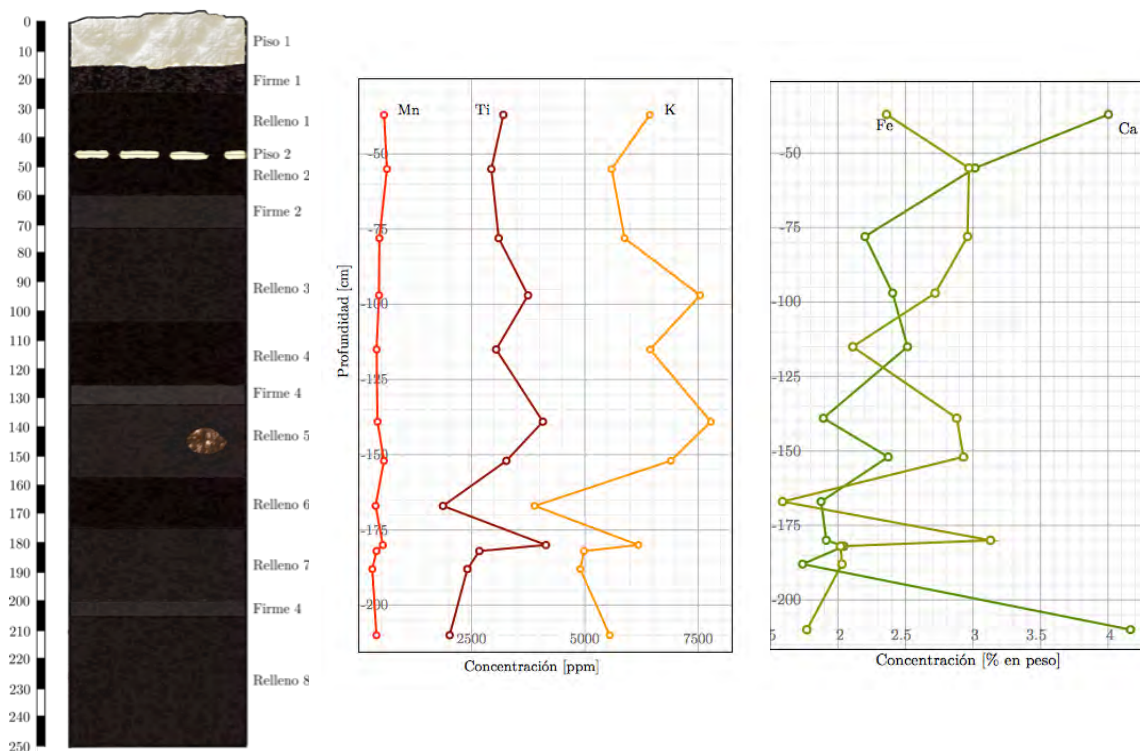 0
10
20
30
40
50
60
70
80
90
100
110
120
130
140
150
160
170
180
190
200
210
220
230
240
250
Piso 1
Firme 1
Relleno 1
Piso 2
Relleno 2
Firme 2
Relleno 3
Relleno 4
Firme 4
Relleno 5
Relleno 6
Relleno 7
Firme 4
Relleno 8
Mn Ti K
-50
-75
-100
-125
-150
-175
-200
Profundidad [cm]
2500 5000 7500
Concentración [ppm]
Fe Ca
-50
-75
-100
-125
-150
-175
-200
5 2 2.5 3 3.5 4
Concentración [% en peso]